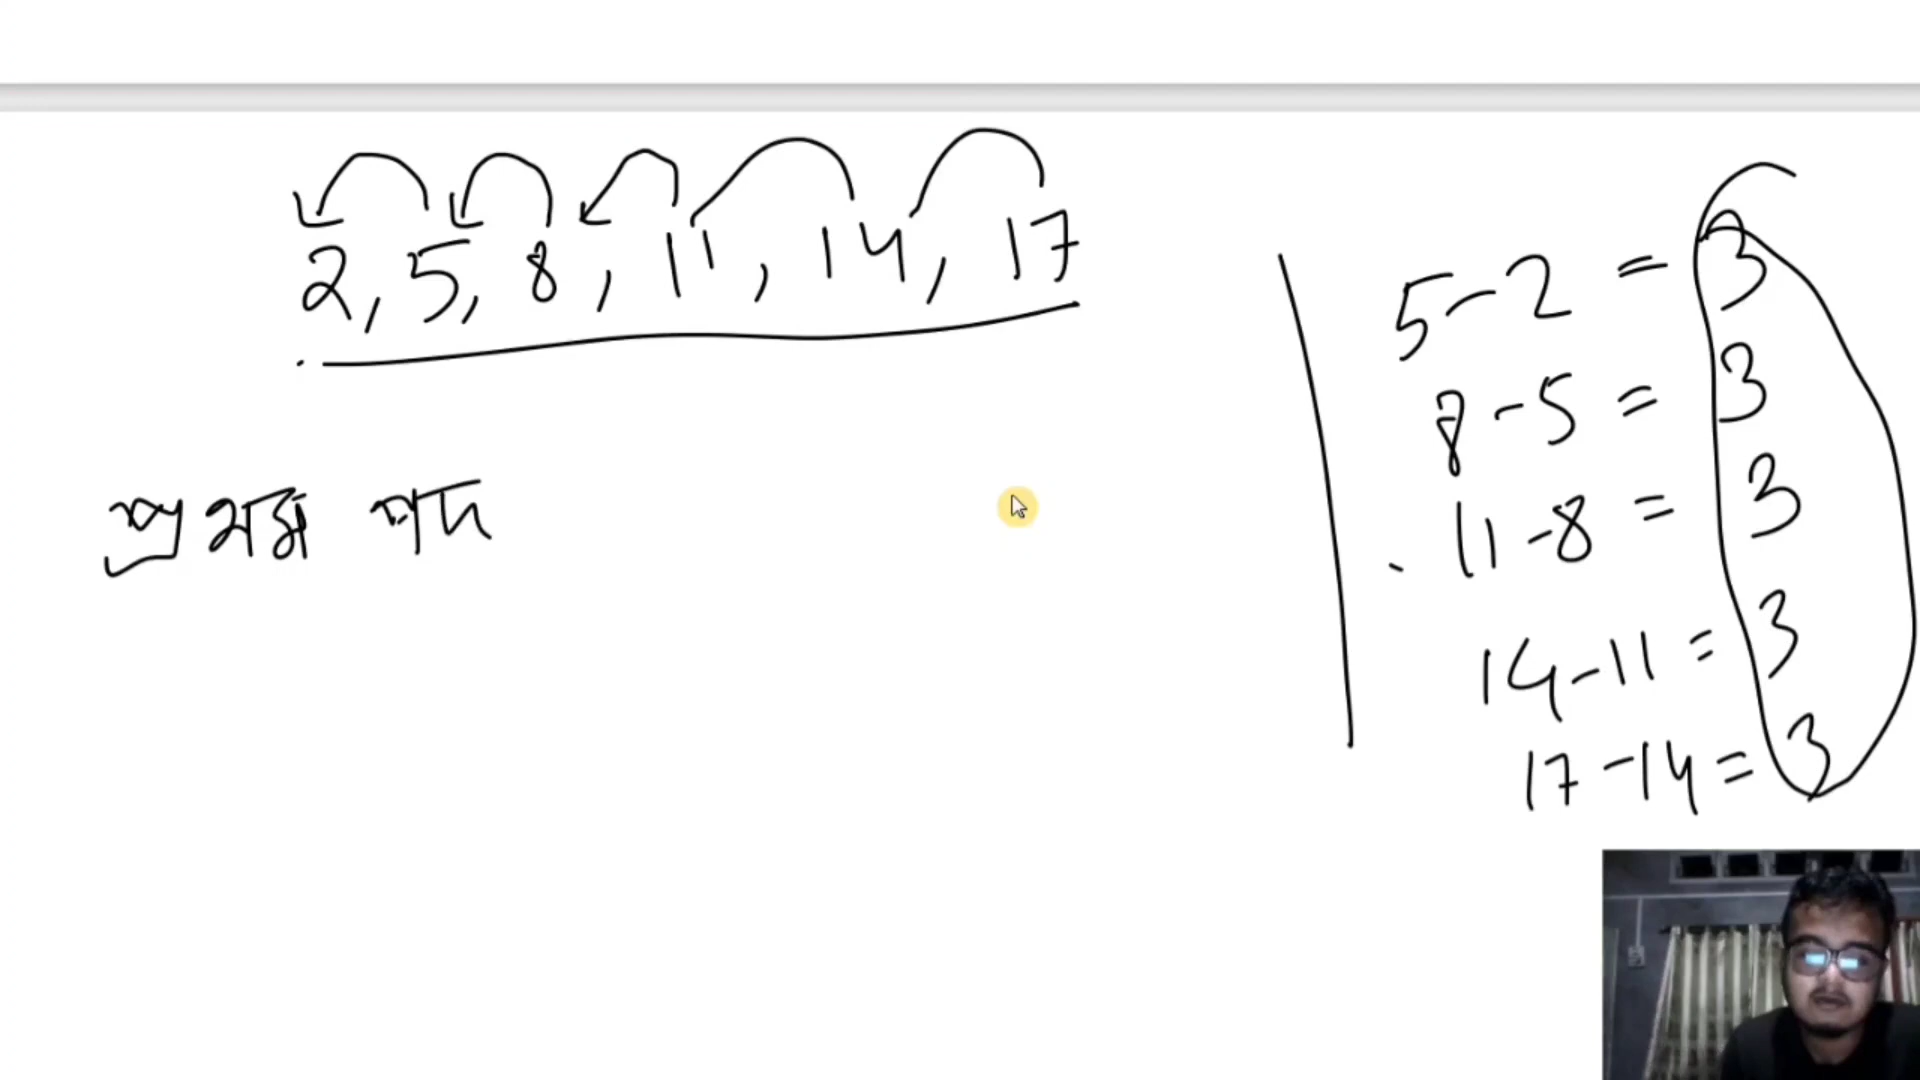 2, 5, 8, 11, 14, 17
প্রথম পদ
5-2 = 3
8-5 = 3
11-8 = 3
14-11 = 3
17-14 = 3